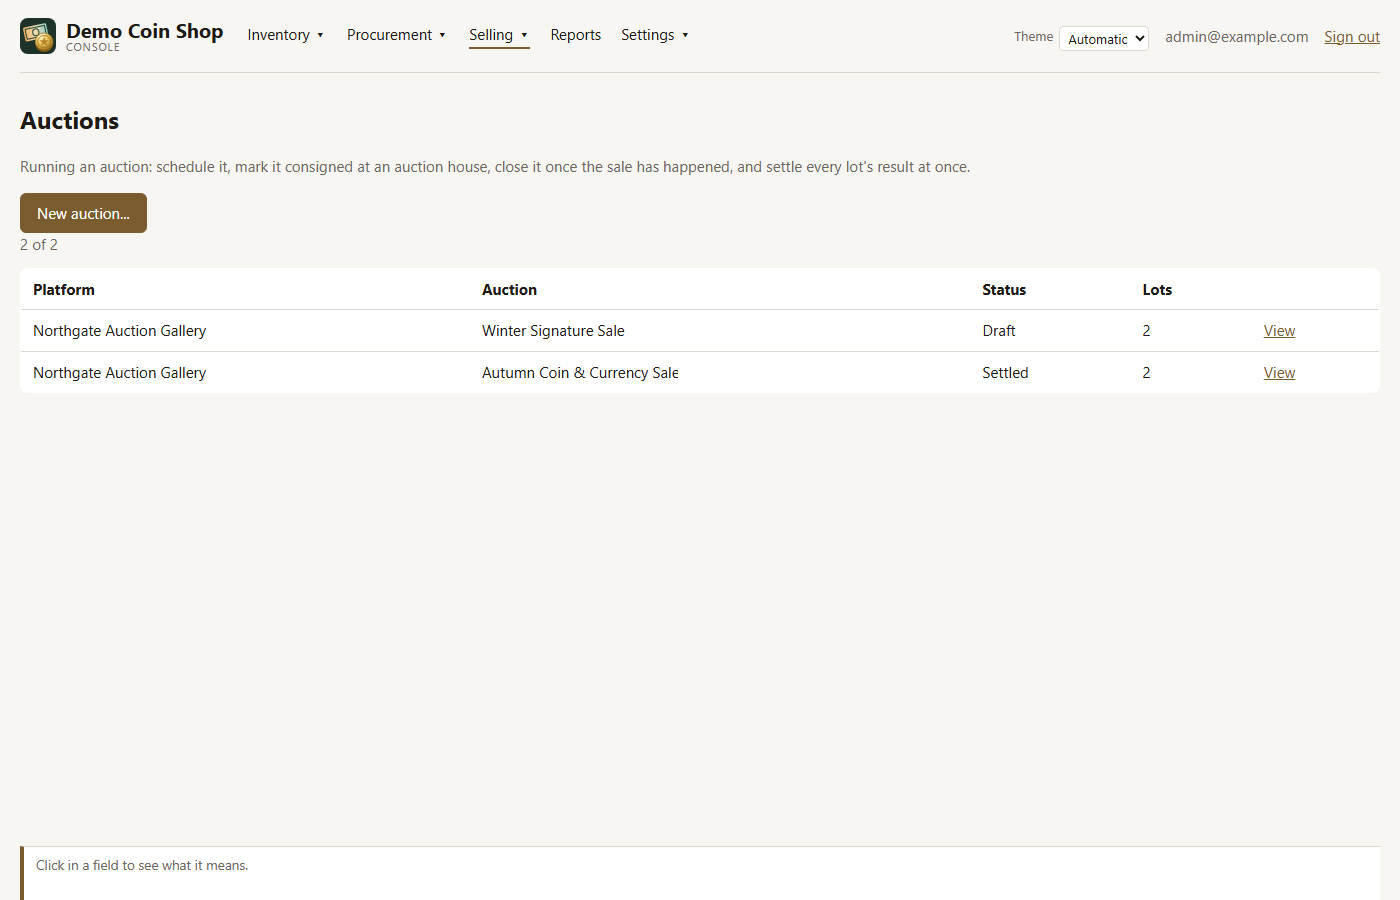 Demo Coin Shop
CONSOLE
Inventory ▾ Procurement ▾ Selling ▾ Reports Settings ▾
Theme Automatic admin@example.com Sign out
Auctions
Running an auction: schedule it, mark it consigned at an auction house, close it once the sale has happened, and settle every lot's result at once.
New auction...
2 of 2
Platform Auction Status Lots
Northgate Auction Gallery Winter Signature Sale Draft 2 View
Northgate Auction Gallery Autumn Coin & Currency Sale Settled 2 View
Click in a field to see what it means.